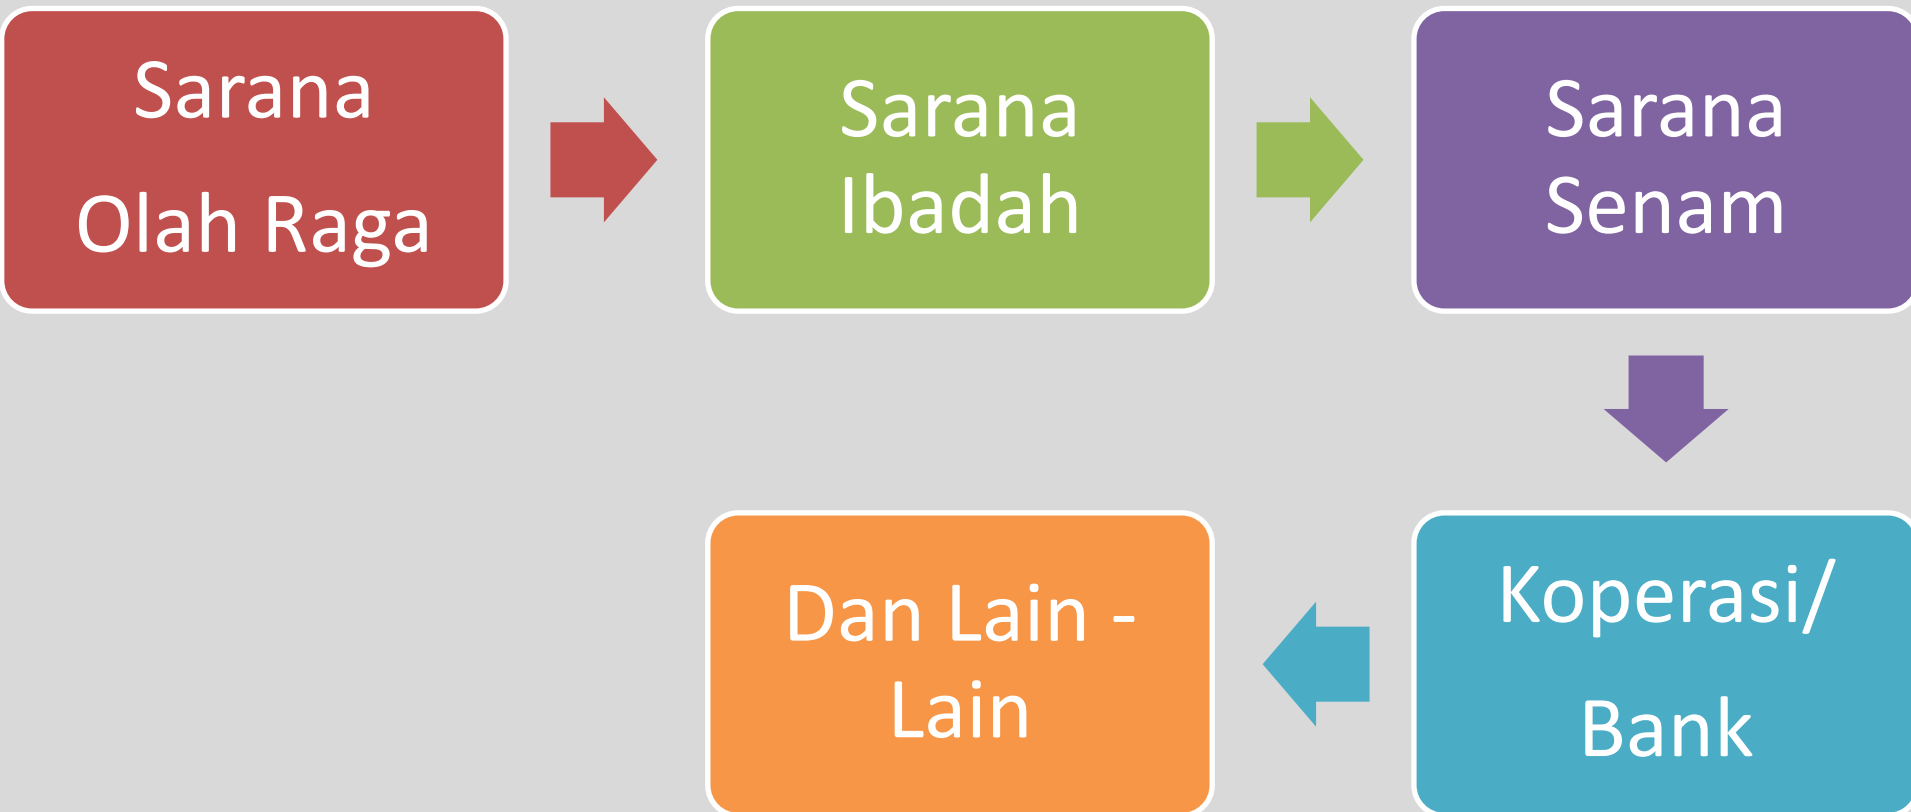 Sarana
Olah Raga
Sarana
Ibadah
Sarana
Senam
Koperasi/
Bank
Dan Lain -
Lain